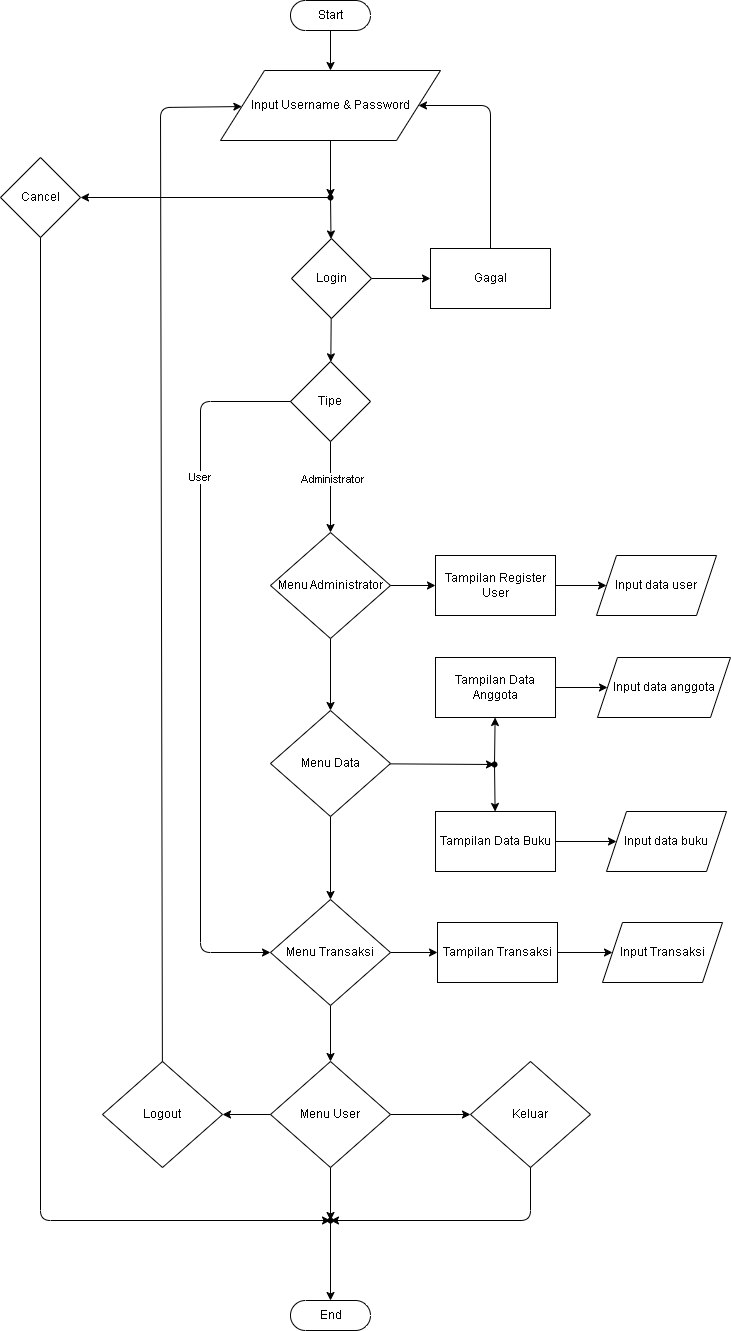 Start
Input Username & Password
Cancel
Login
Gagal
Tipe
User
Administrator
Menu Administrator
Tampilan Register
User
Input data user
Tampilan Data
Anggota
Input data anggota
Menu Data
Tampilan Data Buku
Input data buku
Menu Transaksi
Tampilan Transaksi
Input Transaksi
Logout
Menu User
Keluar
End